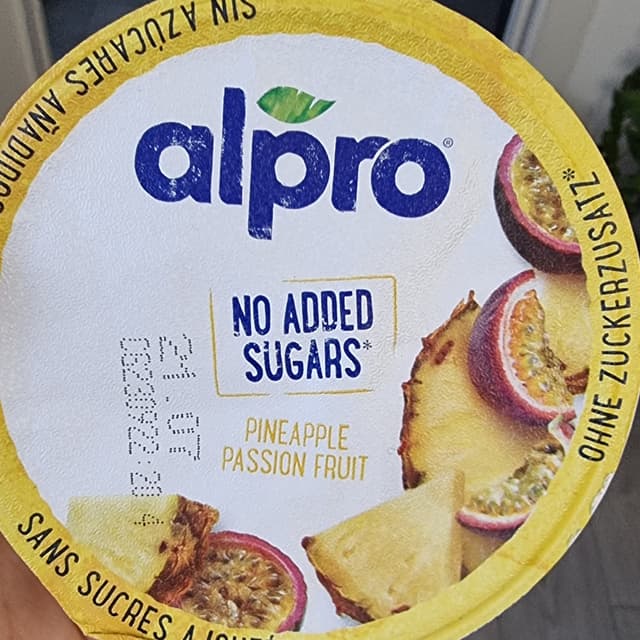 SIN AZÚCARES AÑADIDOS
alpro®
NO ADDED
SUGARS*
PINEAPPLE
PASSION FRUIT
OHNE ZUCKERZUSATZ*
SANS SUCRES